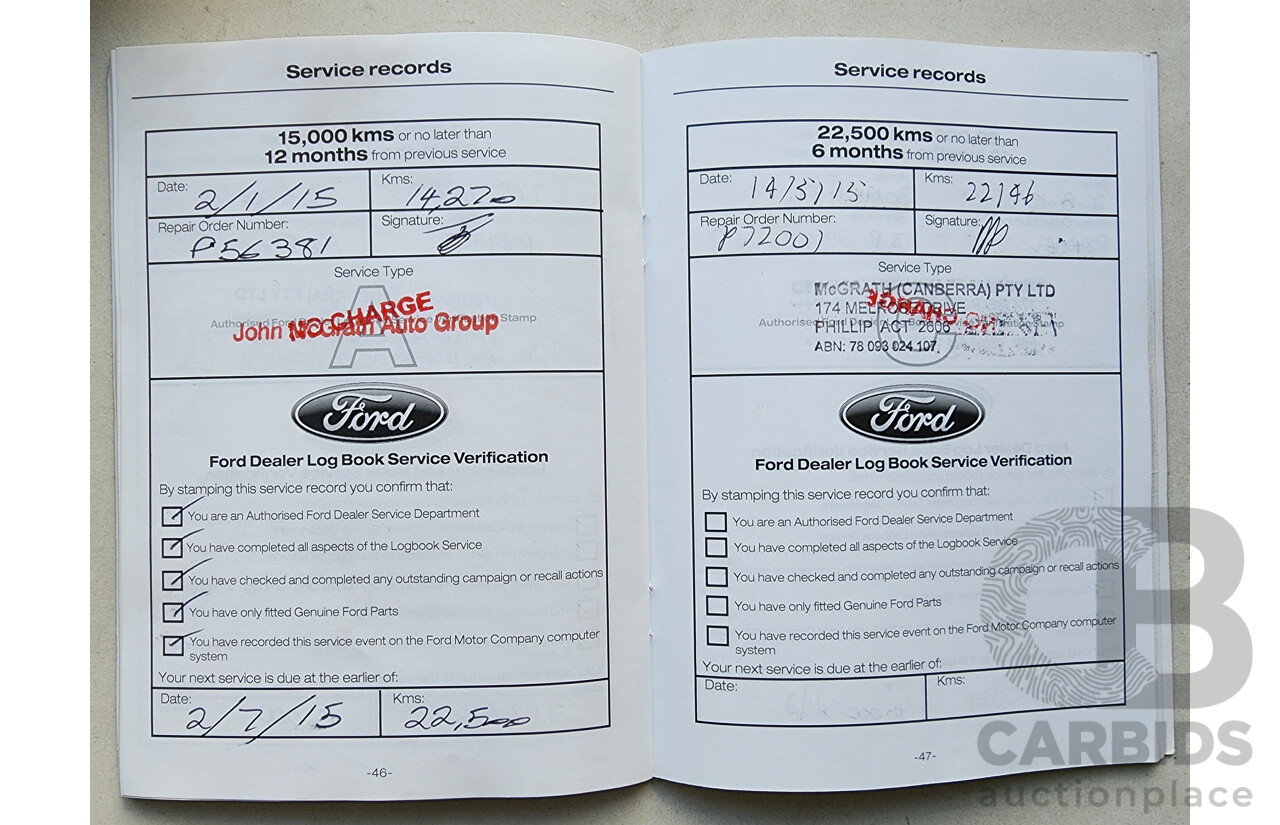 Service records
15,000 kms or no later than
12 months from previous service
Date: 2/1/15
Kms: 14,270
Repair Order Number: P56381
Signature:
Service Type
A
NO CHARGE
Authorised Ford
Stamp
John McGrath Auto Group
Ford
Ford Dealer Log Book Service Verification
By stamping this service record you confirm that:
You are an Authorised Ford Dealer Service Department
You have completed all aspects of the Logbook Service
You have checked and completed any outstanding campaign or recall actions
You have only fitted Genuine Ford Parts
You have recorded this service event on the Ford Motor Company computer
system
Your next service is due at the earlier of:
Date: 2/7/15
Kms: 22,500
-46-
Service records
22,500 kms or no later than
6 months from previous service
Date: 14/5/15
Kms: 22196
Repair Order Number: P72001
Signature:
Service Type
McGRATH (CANBERRA) PTY LTD
174 MELROSE DRIVE
PHILLIP ACT 2606
ABN: 78 093 024 107
Ford
Ford Dealer Log Book Service Verification
By stamping this service record you confirm that:
You are an Authorised Ford Dealer Service Department
You have completed all aspects of the Logbook Service
You have checked and completed any outstanding campaign or recall actions
You have only fitted Genuine Ford Parts
You have recorded this service event on the Ford Motor Company computer
system
Your next service is due at the earlier of:
Date:
Kms:
-47-
CB
CARBIDS
auctionplace